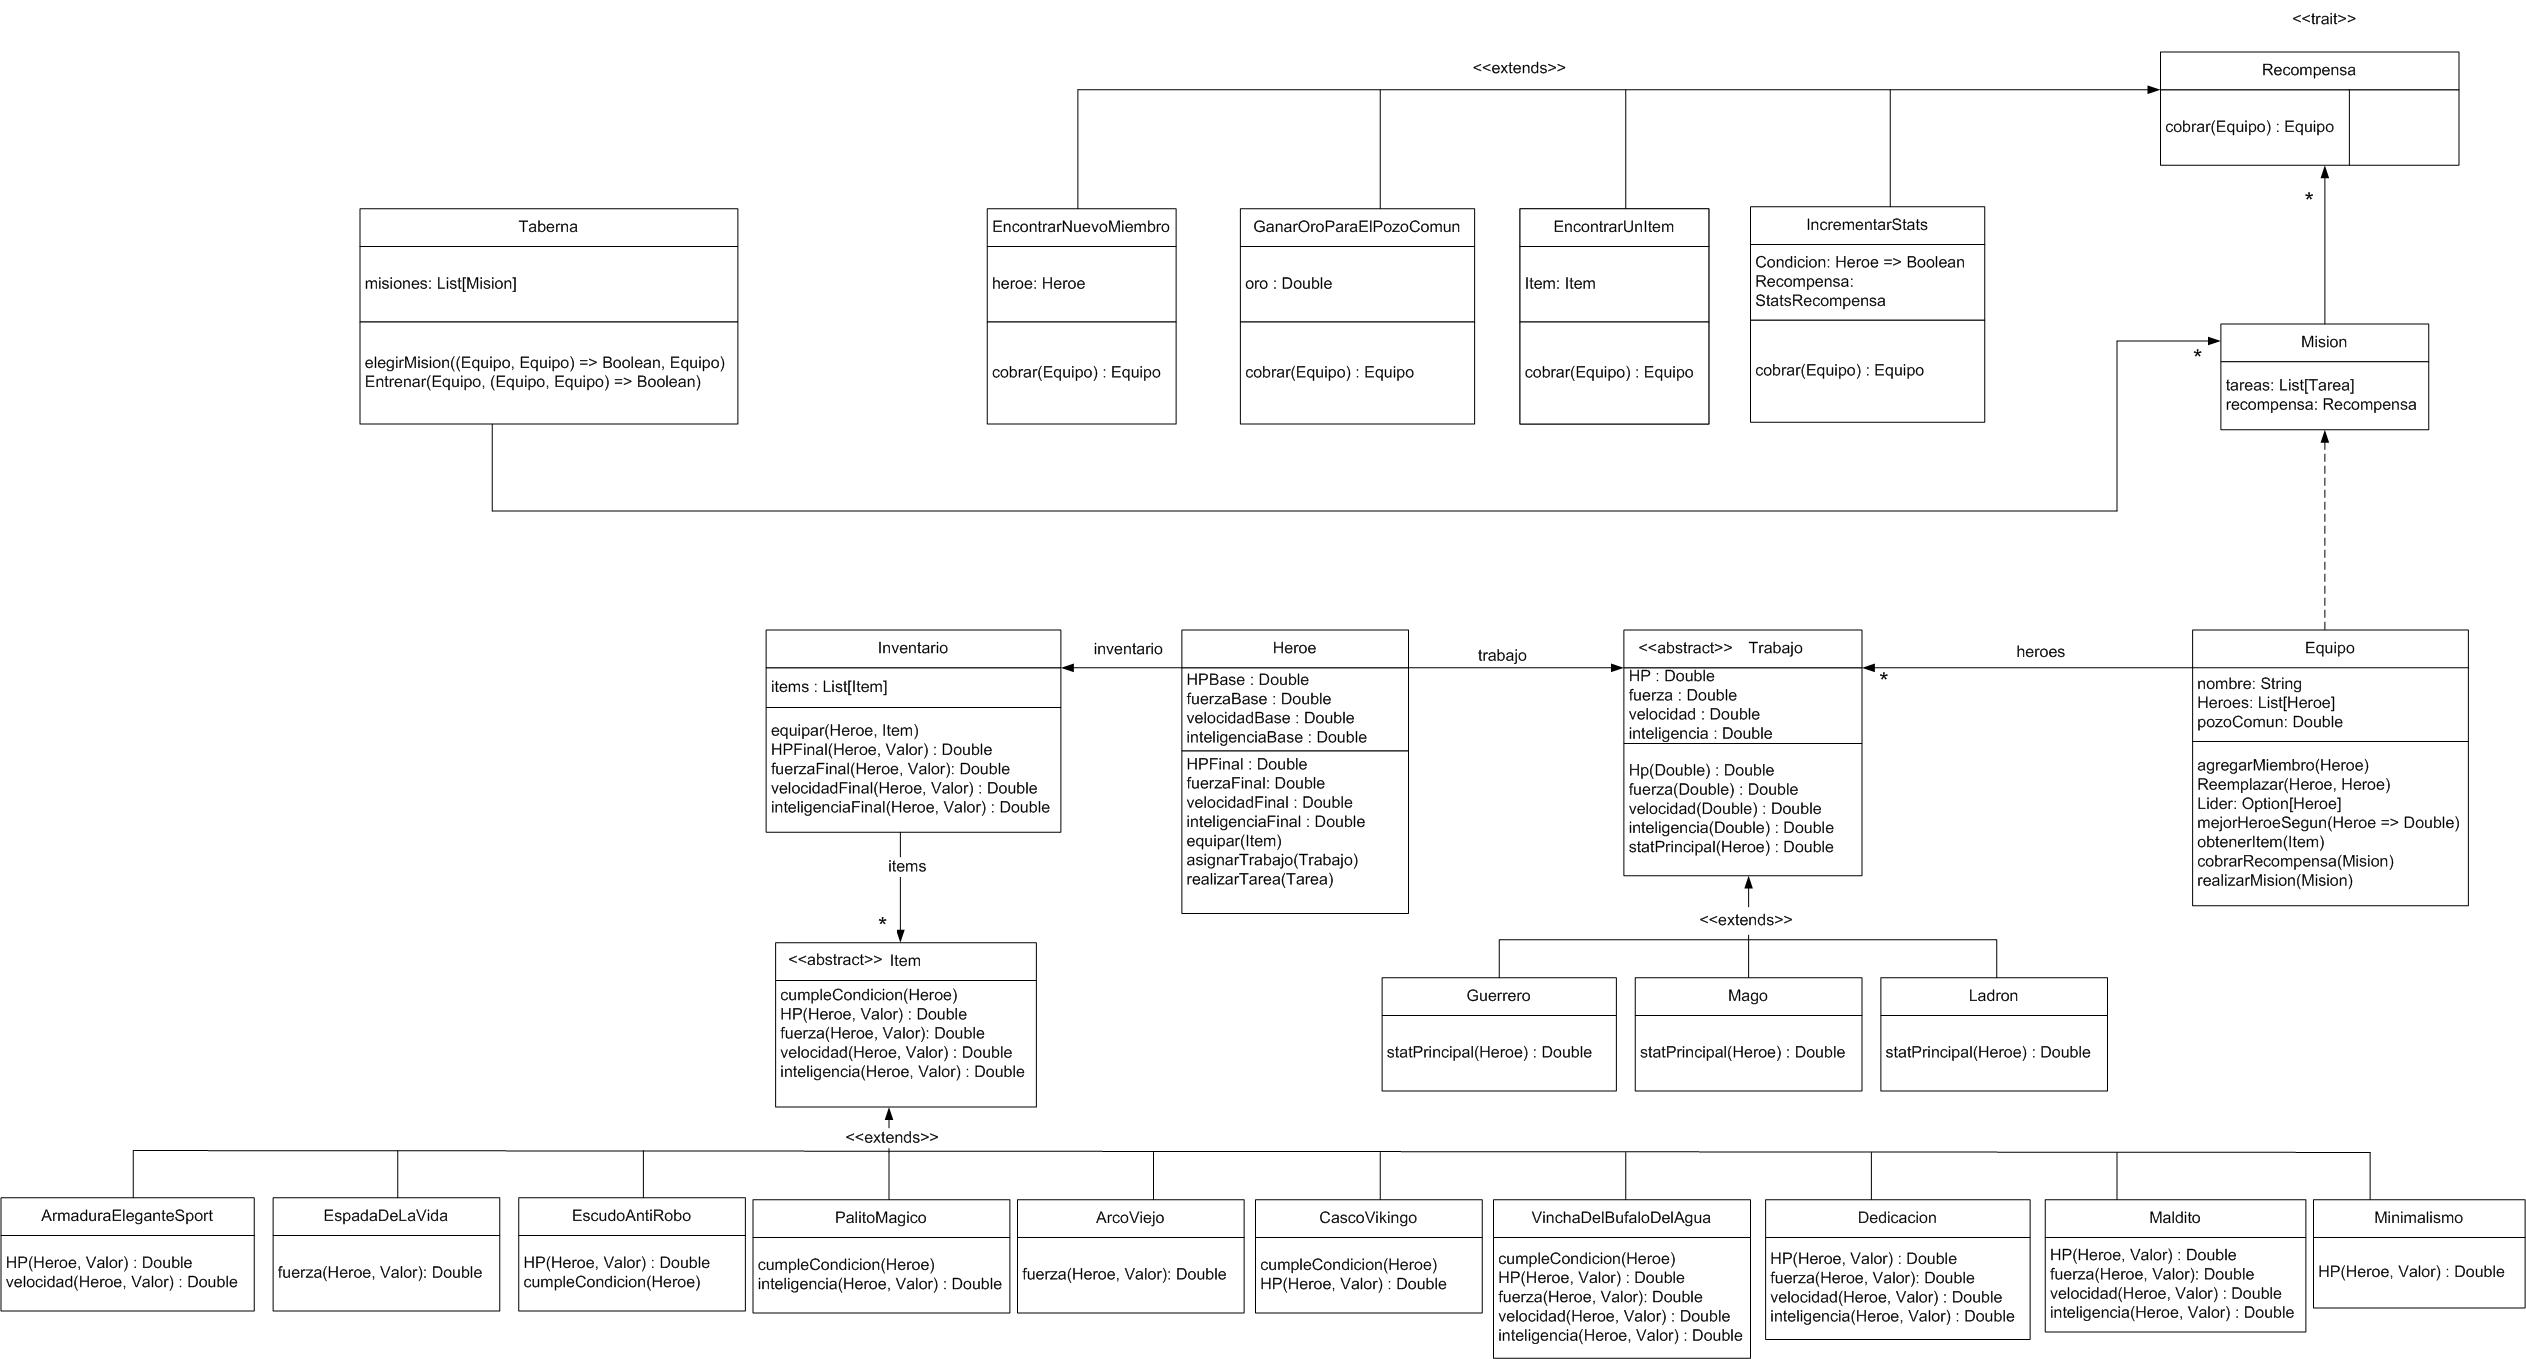 <<trait>>
<<extends>>
Recompensa
cobrar(Equipo) : Equipo
*
Taberna
misiones: List[Mision]
elegirMision((Equipo, Equipo) => Boolean, Equipo)
Entrenar(Equipo, (Equipo, Equipo) => Boolean)
EncontrarNuevoMiembro
heroe: Heroe
cobrar(Equipo) : Equipo
GanarOroParaElPozoComun
oro : Double
cobrar(Equipo) : Equipo
EncontrarUnItem
Item: Item
cobrar(Equipo) : Equipo
IncrementarStats
Condicion: Heroe => Boolean
Recompensa:
StatsRecompensa
cobrar(Equipo) : Equipo
*
Mision
tareas: List[Tarea]
recompensa: Recompensa
Inventario
items : List[Item]
equipar(Heroe, Item)
HPFinal(Heroe, Valor) : Double
fuerzaFinal(Heroe, Valor): Double
velocidadFinal(Heroe, Valor) : Double
inteligenciaFinal(Heroe, Valor) : Double
inventario
Heroe
HPBase : Double
fuerzaBase : Double
velocidadBase : Double
inteligenciaBase : Double
HPFinal : Double
fuerzaFinal: Double
velocidadFinal : Double
inteligenciaFinal : Double
equipar(Item)
asignarTrabajo(Trabajo)
realizarTarea(Tarea)
trabajo
<<abstract>> Trabajo
HP : Double
fuerza : Double
velocidad : Double
inteligencia : Double
Hp(Double) : Double
fuerza(Double) : Double
velocidad(Double) : Double
inteligencia(Double) : Double
statPrincipal(Heroe) : Double
heroes
*
Equipo
nombre: String
Heroes: List[Heroe]
pozoComun: Double
agregarMiembro(Heroe)
Reemplazar(Heroe, Heroe)
Lider: Option[Heroe]
mejorHeroeSegun(Heroe => Double)
obtenerItem(Item)
cobrarRecompensa(Mision)
realizarMision(Mision)
items
*
<<extends>>
<<abstract>> Item
cumpleCondicion(Heroe)
HP(Heroe, Valor) : Double
fuerza(Heroe, Valor): Double
velocidad(Heroe, Valor) : Double
inteligencia(Heroe, Valor) : Double
Guerrero
statPrincipal(Heroe) : Double
Mago
statPrincipal(Heroe) : Double
Ladron
statPrincipal(Heroe) : Double
<<extends>>
ArmaduraEleganteSport
HP(Heroe, Valor) : Double
velocidad(Heroe, Valor) : Double
EspadaDeLaVida
fuerza(Heroe, Valor): Double
EscudoAntiRobo
HP(Heroe, Valor) : Double
cumpleCondicion(Heroe)
PalitoMagico
cumpleCondicion(Heroe)
inteligencia(Heroe, Valor) : Double
ArcoViejo
fuerza(Heroe, Valor): Double
CascoVikingo
cumpleCondicion(Heroe)
HP(Heroe, Valor) : Double
VinchaDelBufaloDelAgua
cumpleCondicion(Heroe)
HP(Heroe, Valor) : Double
fuerza(Heroe, Valor): Double
velocidad(Heroe, Valor) : Double
inteligencia(Heroe, Valor) : Double
Dedicacion
HP(Heroe, Valor) : Double
fuerza(Heroe, Valor): Double
velocidad(Heroe, Valor) : Double
inteligencia(Heroe, Valor) : Double
Maldito
HP(Heroe, Valor) : Double
fuerza(Heroe, Valor): Double
velocidad(Heroe, Valor) : Double
inteligencia(Heroe, Valor) : Double
Minimalismo
HP(Heroe, Valor) : Double